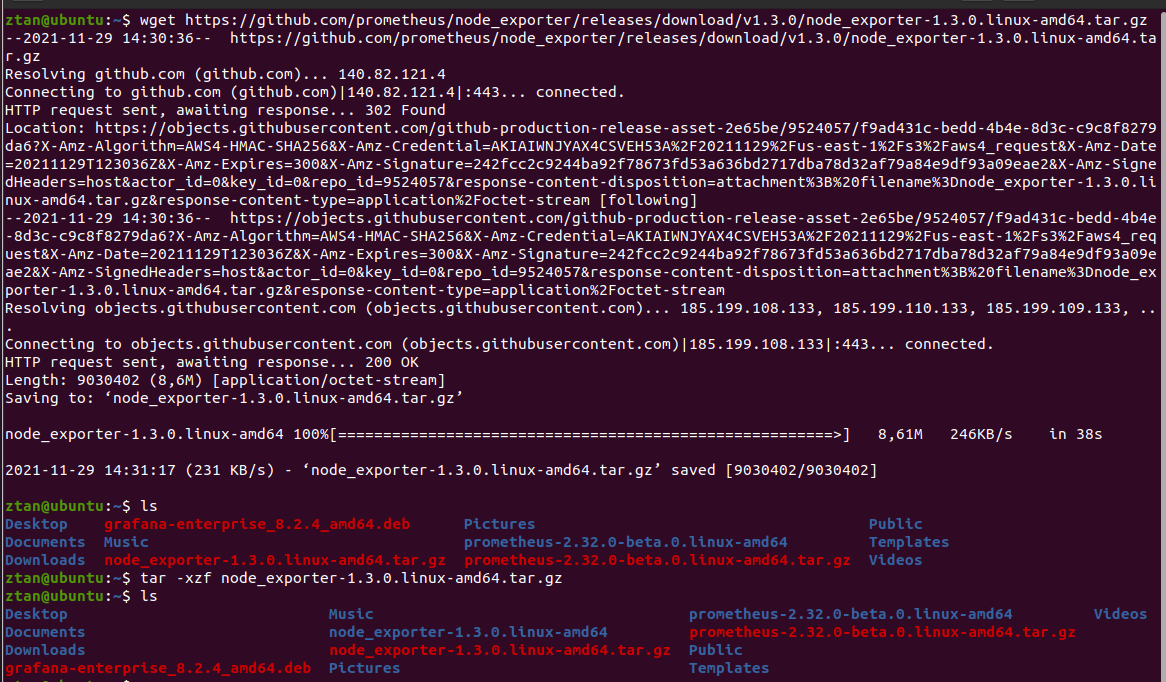 ztan@ubuntu:~$ wget https://github.com/prometheus/node_exporter/releases/download/v1.3.0/node_exporter-1.3.0.linux-amd64.tar.gz
--2021-11-29 14:30:36--  https://github.com/prometheus/node_exporter/releases/download/v1.3.0/node_exporter-1.3.0.linux-amd64.ta
r.gz
Resolving github.com (github.com)... 140.82.121.4
Connecting to github.com (github.com)|140.82.121.4|:443... connected.
HTTP request sent, awaiting response... 302 Found
Location: https://objects.githubusercontent.com/github-production-release-asset-2e65be/9524057/f9ad431c-bedd-4b4e-8d3c-c9c8f8279
da6?X-Amz-Algorithm=AWS4-HMAC-SHA256&X-Amz-Credential=AKIAIWNJYAX4CSVEH53A%2F20211129%2Fus-east-1%2Fs3%2Faws4_request&X-Amz-Date
=20211129T123036Z&X-Amz-Expires=300&X-Amz-Signature=242fcc2c9244ba92f78673fd53a636bd2717dba78d32af79a84e9df93a09eae2&X-Amz-Signe
dHeaders=host&actor_id=0&key_id=0&repo_id=9524057&response-content-disposition=attachment%3B%20filename%3Dnode_exporter-1.3.0.li
nux-amd64.tar.gz&response-content-type=application%2Foctet-stream [following]
--2021-11-29 14:30:36--  https://objects.githubusercontent.com/github-production-release-asset-2e65be/9524057/f9ad431c-bedd-4b4e
-8d3c-c9c8f8279da6?X-Amz-Algorithm=AWS4-HMAC-SHA256&X-Amz-Credential=AKIAIWNJYAX4CSVEH53A%2F20211129%2Fus-east-1%2Fs3%2Faws4_req
uest&X-Amz-Date=20211129T123036Z&X-Amz-Expires=300&X-Amz-Signature=242fcc2c9244ba92f78673fd53a636bd2717dba78d32af79a84e9df93a09e
ae2&X-Amz-SignedHeaders=host&actor_id=0&key_id=0&repo_id=9524057&response-content-disposition=attachment%3B%20filename%3Dnode_ex
porter-1.3.0.linux-amd64.tar.gz&response-content-type=application%2Foctet-stream
Resolving objects.githubusercontent.com (objects.githubusercontent.com)... 185.199.108.133, 185.199.110.133, 185.199.109.133, ..
.
Connecting to objects.githubusercontent.com (objects.githubusercontent.com)|185.199.108.133|:443... connected.
HTTP request sent, awaiting response... 200 OK
Length: 9030402 (8,6M) [application/octet-stream]
Saving to: ‘node_exporter-1.3.0.linux-amd64.tar.gz’
node_exporter-1.3.0.linux-amd64 100%[=======================================================>]   8,61M   246KB/s    in 38s
2021-11-29 14:31:17 (231 KB/s) - ‘node_exporter-1.3.0.linux-amd64.tar.gz’ saved [9030402/9030402]
ztan@ubuntu:~$ ls
Desktop    grafana-enterprise_8.2.4_amd64.deb      Pictures                                     Public
Documents  Music                                   prometheus-2.32.0-beta.0.linux-amd64         Templates
Downloads  node_exporter-1.3.0.linux-amd64.tar.gz  prometheus-2.32.0-beta.0.linux-amd64.tar.gz  Videos
ztan@ubuntu:~$ tar -xzf node_exporter-1.3.0.linux-amd64.tar.gz
ztan@ubuntu:~$ ls
Desktop                             Music                                   prometheus-2.32.0-beta.0.linux-amd64         Videos
Documents                           node_exporter-1.3.0.linux-amd64         prometheus-2.32.0-beta.0.linux-amd64.tar.gz
Downloads                           node_exporter-1.3.0.linux-amd64.tar.gz  Public
grafana-enterprise_8.2.4_amd64.deb  Pictures                                Templates